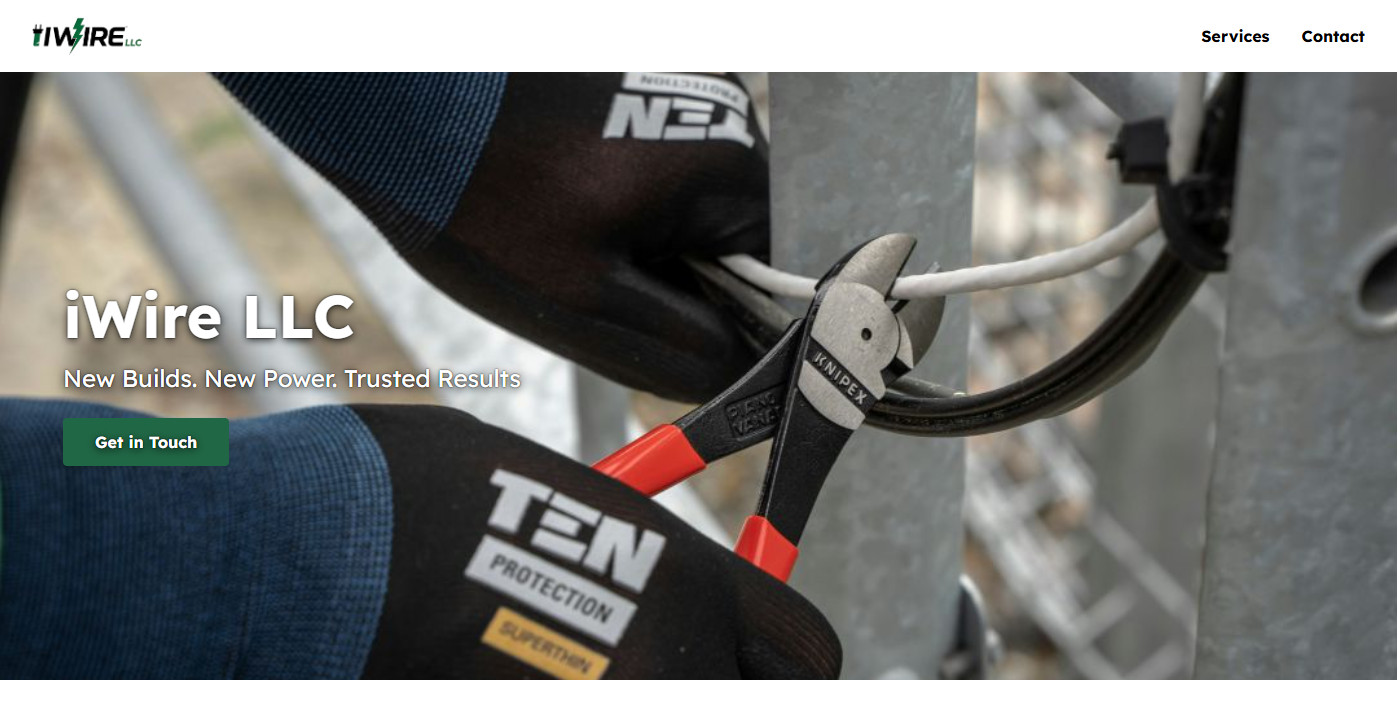 iWIRE LLC
Services
Contact
PROTECTION
TEN
iWire LLC
New Builds. New Power. Trusted Results
Get in Touch
KNIPEX
TEN
PROTECTION
SUPERTHIN